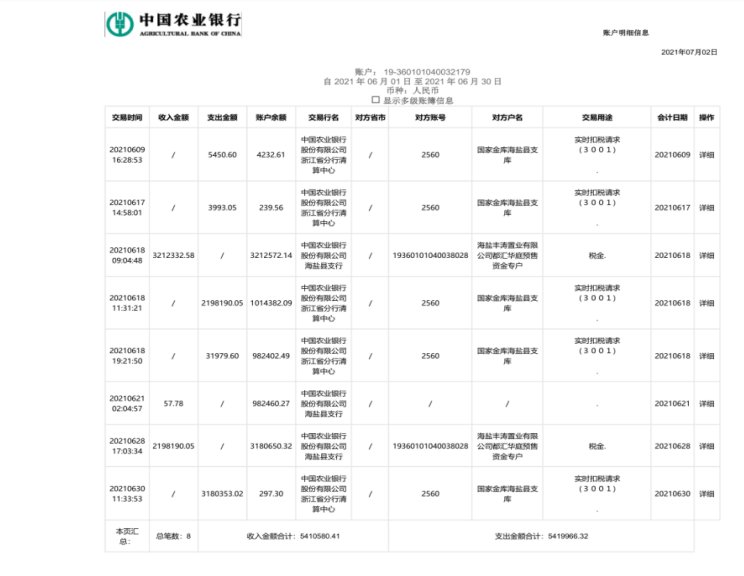 中国农业银行
AGRICULTURAL BANK OF CHINA
账户明细信息
2021年07月02日
账户： 19-360101040032179
自 2021 年 06 月 01 日 至 2021 年 06 月 30 日
币种：人民币
显示多级账簿信息
交易时间 收入金额 支出金额 账户余额 交易行名 对方省市 对方账号 对方户名 交易用途 会计日期 操作
20210609 16:28:53 / 5450.60 4232.61 中国农业银行股份有限公司浙江省分行清算中心 / 2560 国家金库海盐县支库 实时扣税请求（3001） . 20210609 详细
20210617 14:58:01 / 3993.05 239.56 中国农业银行股份有限公司浙江省分行清算中心 / 2560 国家金库海盐县支库 实时扣税请求（3001） . 20210617 详细
20210618 09:04:48 3212332.58 / 3212572.14 中国农业银行股份有限公司海盐县支行 / 19360101040038028 海盐丰涛置业有限公司都汇华庭预售资金专户 税金. 20210618 详细
20210618 11:31:21 / 2198190.05 1014382.09 中国农业银行股份有限公司浙江省分行清算中心 / 2560 国家金库海盐县支库 实时扣税请求（3001） . 20210618 详细
20210618 19:21:50 / 31979.60 982402.49 中国农业银行股份有限公司浙江省分行清算中心 / 2560 国家金库海盐县支库 实时扣税请求（3001） . 20210618 详细
20210621 02:04:57 57.78 / 982460.27 中国农业银行股份有限公司海盐县支行 / / / . 20210621 详细
20210628 17:03:34 2198190.05 / 3180650.32 中国农业银行股份有限公司海盐县支行 / 19360101040038028 海盐丰涛置业有限公司都汇华庭预售资金专户 税金. 20210628 详细
20210630 11:33:53 / 3180353.02 297.30 中国农业银行股份有限公司浙江省分行清算中心 / 2560 国家金库海盐县支库 实时扣税请求（3001） . 20210630 详细
本页汇总： 总笔数：8 收入金额合计：5410580.41 支出金额合计：5419966.32